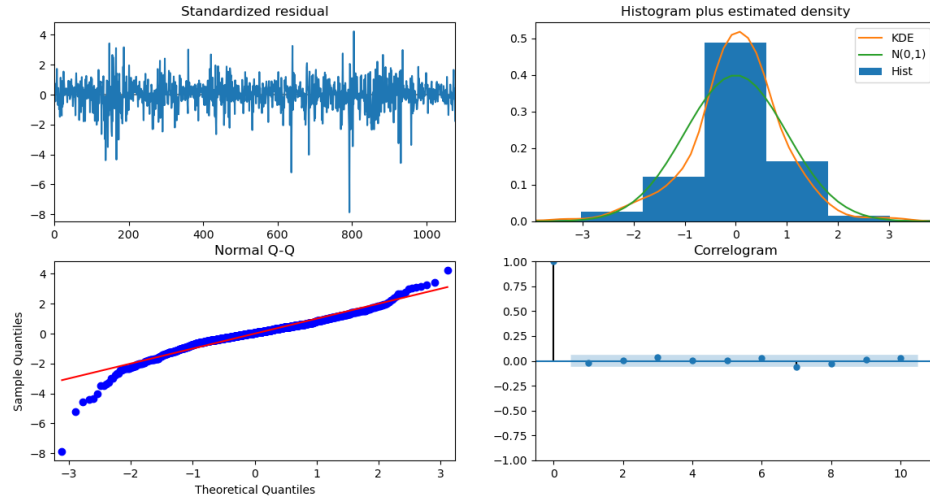 Standardized residual
4
2
0
−2
−4
−6
−8
0 200 400 600 800 1000
Histogram plus estimated density
KDE
N(0,1)
Hist
0.5
0.4
0.3
0.2
0.1
0.0
−3 −2 −1 0 1 2 3
Normal Q-Q
Sample Quantiles
4
2
0
−2
−4
−6
−8
−3 −2 −1 0 1 2 3
Theoretical Quantiles
Correlogram
1.00
0.75
0.50
0.25
0.00
−0.25
−0.50
−0.75
−1.00
0 2 4 6 8 10